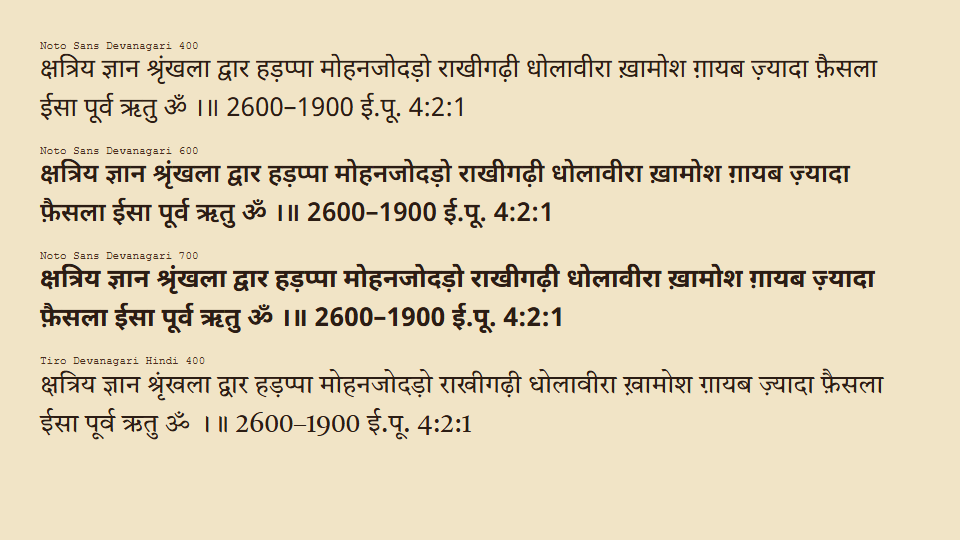 Noto Sans Devanagari 400
क्षत्रिय ज्ञान श्रृंखला द्वार हड़प्पा मोहनजोदड़ो राखीगढ़ी धोलावीरा ख़ामोश ग़ायब ज़्यादा फ़ैसला
ईसा पूर्व ऋतु ॐ ।॥ 2600–1900 ई.पू. 4:2:1
Noto Sans Devanagari 600
क्षत्रिय ज्ञान श्रृंखला द्वार हड़प्पा मोहनजोदड़ो राखीगढ़ी धोलावीरा ख़ामोश ग़ायब ज़्यादा
फ़ैसला ईसा पूर्व ऋतु ॐ ।॥ 2600–1900 ई.पू. 4:2:1
Noto Sans Devanagari 700
क्षत्रिय ज्ञान श्रृंखला द्वार हड़प्पा मोहनजोदड़ो राखीगढ़ी धोलावीरा ख़ामोश ग़ायब ज़्यादा
फ़ैसला ईसा पूर्व ऋतु ॐ ।॥ 2600–1900 ई.पू. 4:2:1
Tiro Devanagari Hindi 400
क्षत्रिय ज्ञान श्रृंखला द्वार हड़प्पा मोहनजोदड़ो राखीगढ़ी धोलावीरा ख़ामोश ग़ायब ज़्यादा फ़ैसला
ईसा पूर्व ऋतु ॐ ।॥ 2600–1900 ई.पू. 4:2:1